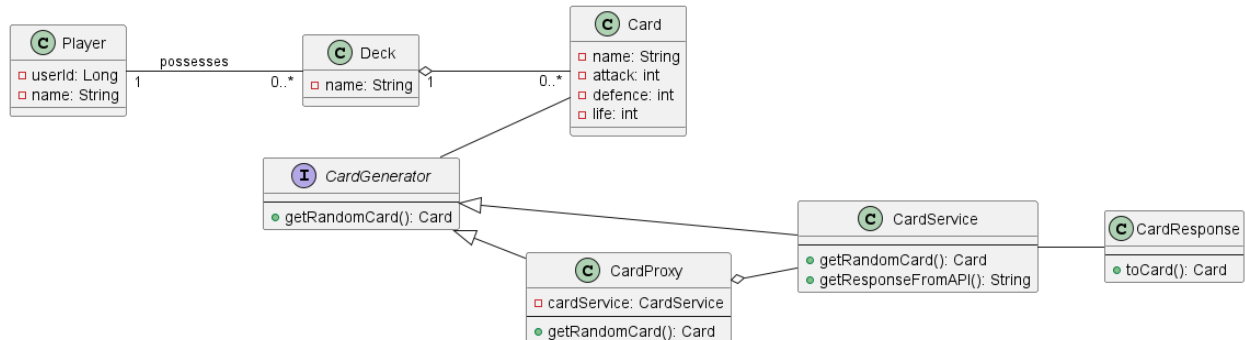 C Player
userId: Long
name: String
possesses
1
0..*
C Deck
name: String
1
0..*
C Card
name: String
attack: int
defence: int
life: int
I CardGenerator
getRandomCard(): Card
C CardProxy
cardService: CardService
getRandomCard(): Card
C CardService
getRandomCard(): Card
getResponseFromAPI(): String
C CardResponse
toCard(): Card